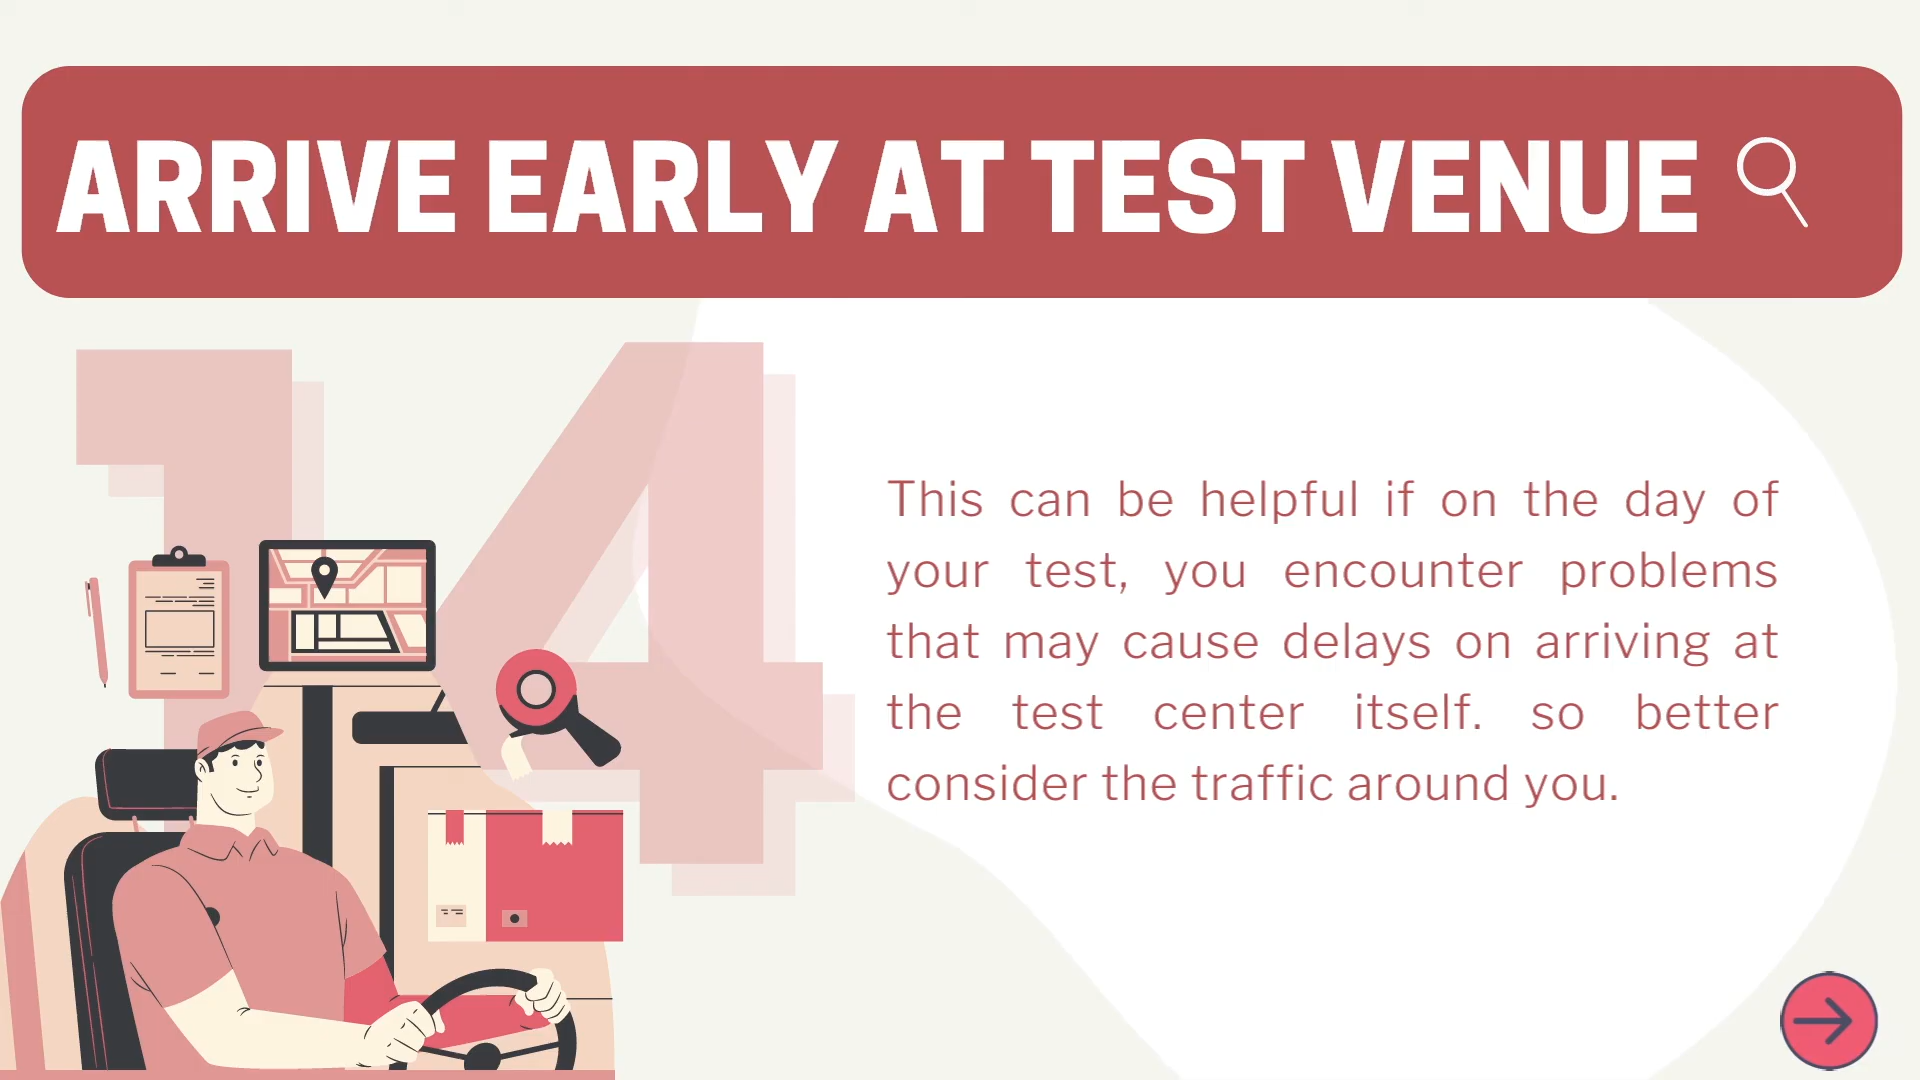 ARRIVE EARLY AT TEST VENUE
14
This can be helpful if on the day of
your test, you encounter problems
that may cause delays on arriving at
the test center itself. so better
consider the traffic around you.